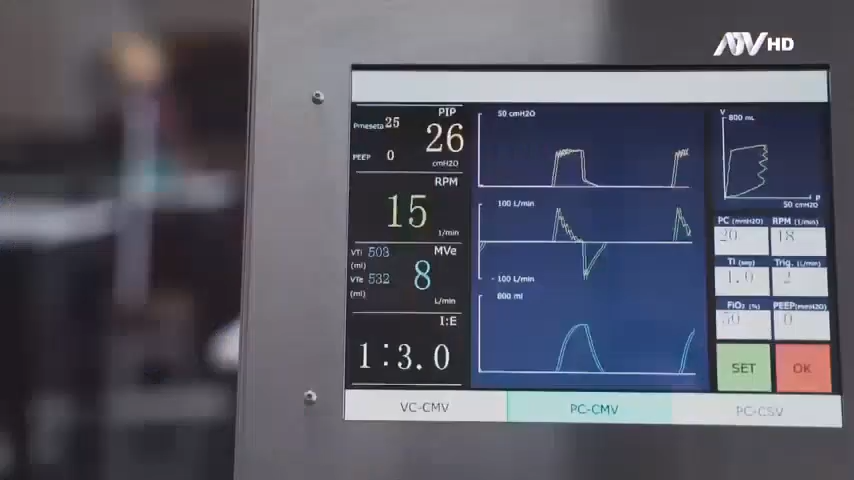 ATV HD
PIP
Pmeseta 25
26
PEEP 0
cmH2O
RPM
15
1/min
VTi 503
(ml)
MVe
8
VTe 532
(ml)
L/min
I:E
1:3.0
50 cmH2O
100 L/min
-100 L/min
800 ml
V
800 mL
P
50 cmH2O
PC (mmH2O) RPM (1/min)
20 18
Ti (seg) Trig. (L/min)
1.0 2
FiO2 (%) PEEP(mmH2O)
50 0
SET OK
VC-CMV PC-CMV PC-CSV